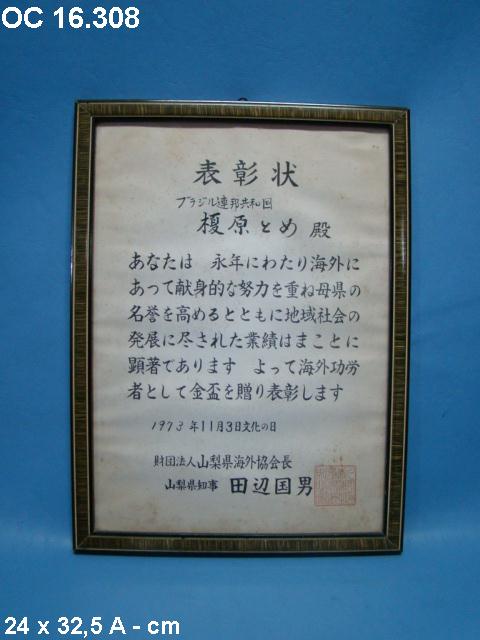 OC 16.308
表彰状
ブラジル連邦共和国
榎原とめ 殿
あなたは 永年にわたり海外に
あって献身的な努力を重ね母県の
名誉を高めるとともに地域社会の
発展に尽された業績はまことに
顕著であります よって海外功労
者として金盃を贈り表彰します
1973年11月3日文化の日
財団法人山梨県海外協会長
山梨県知事 田辺国男
24 x 32,5 A - cm